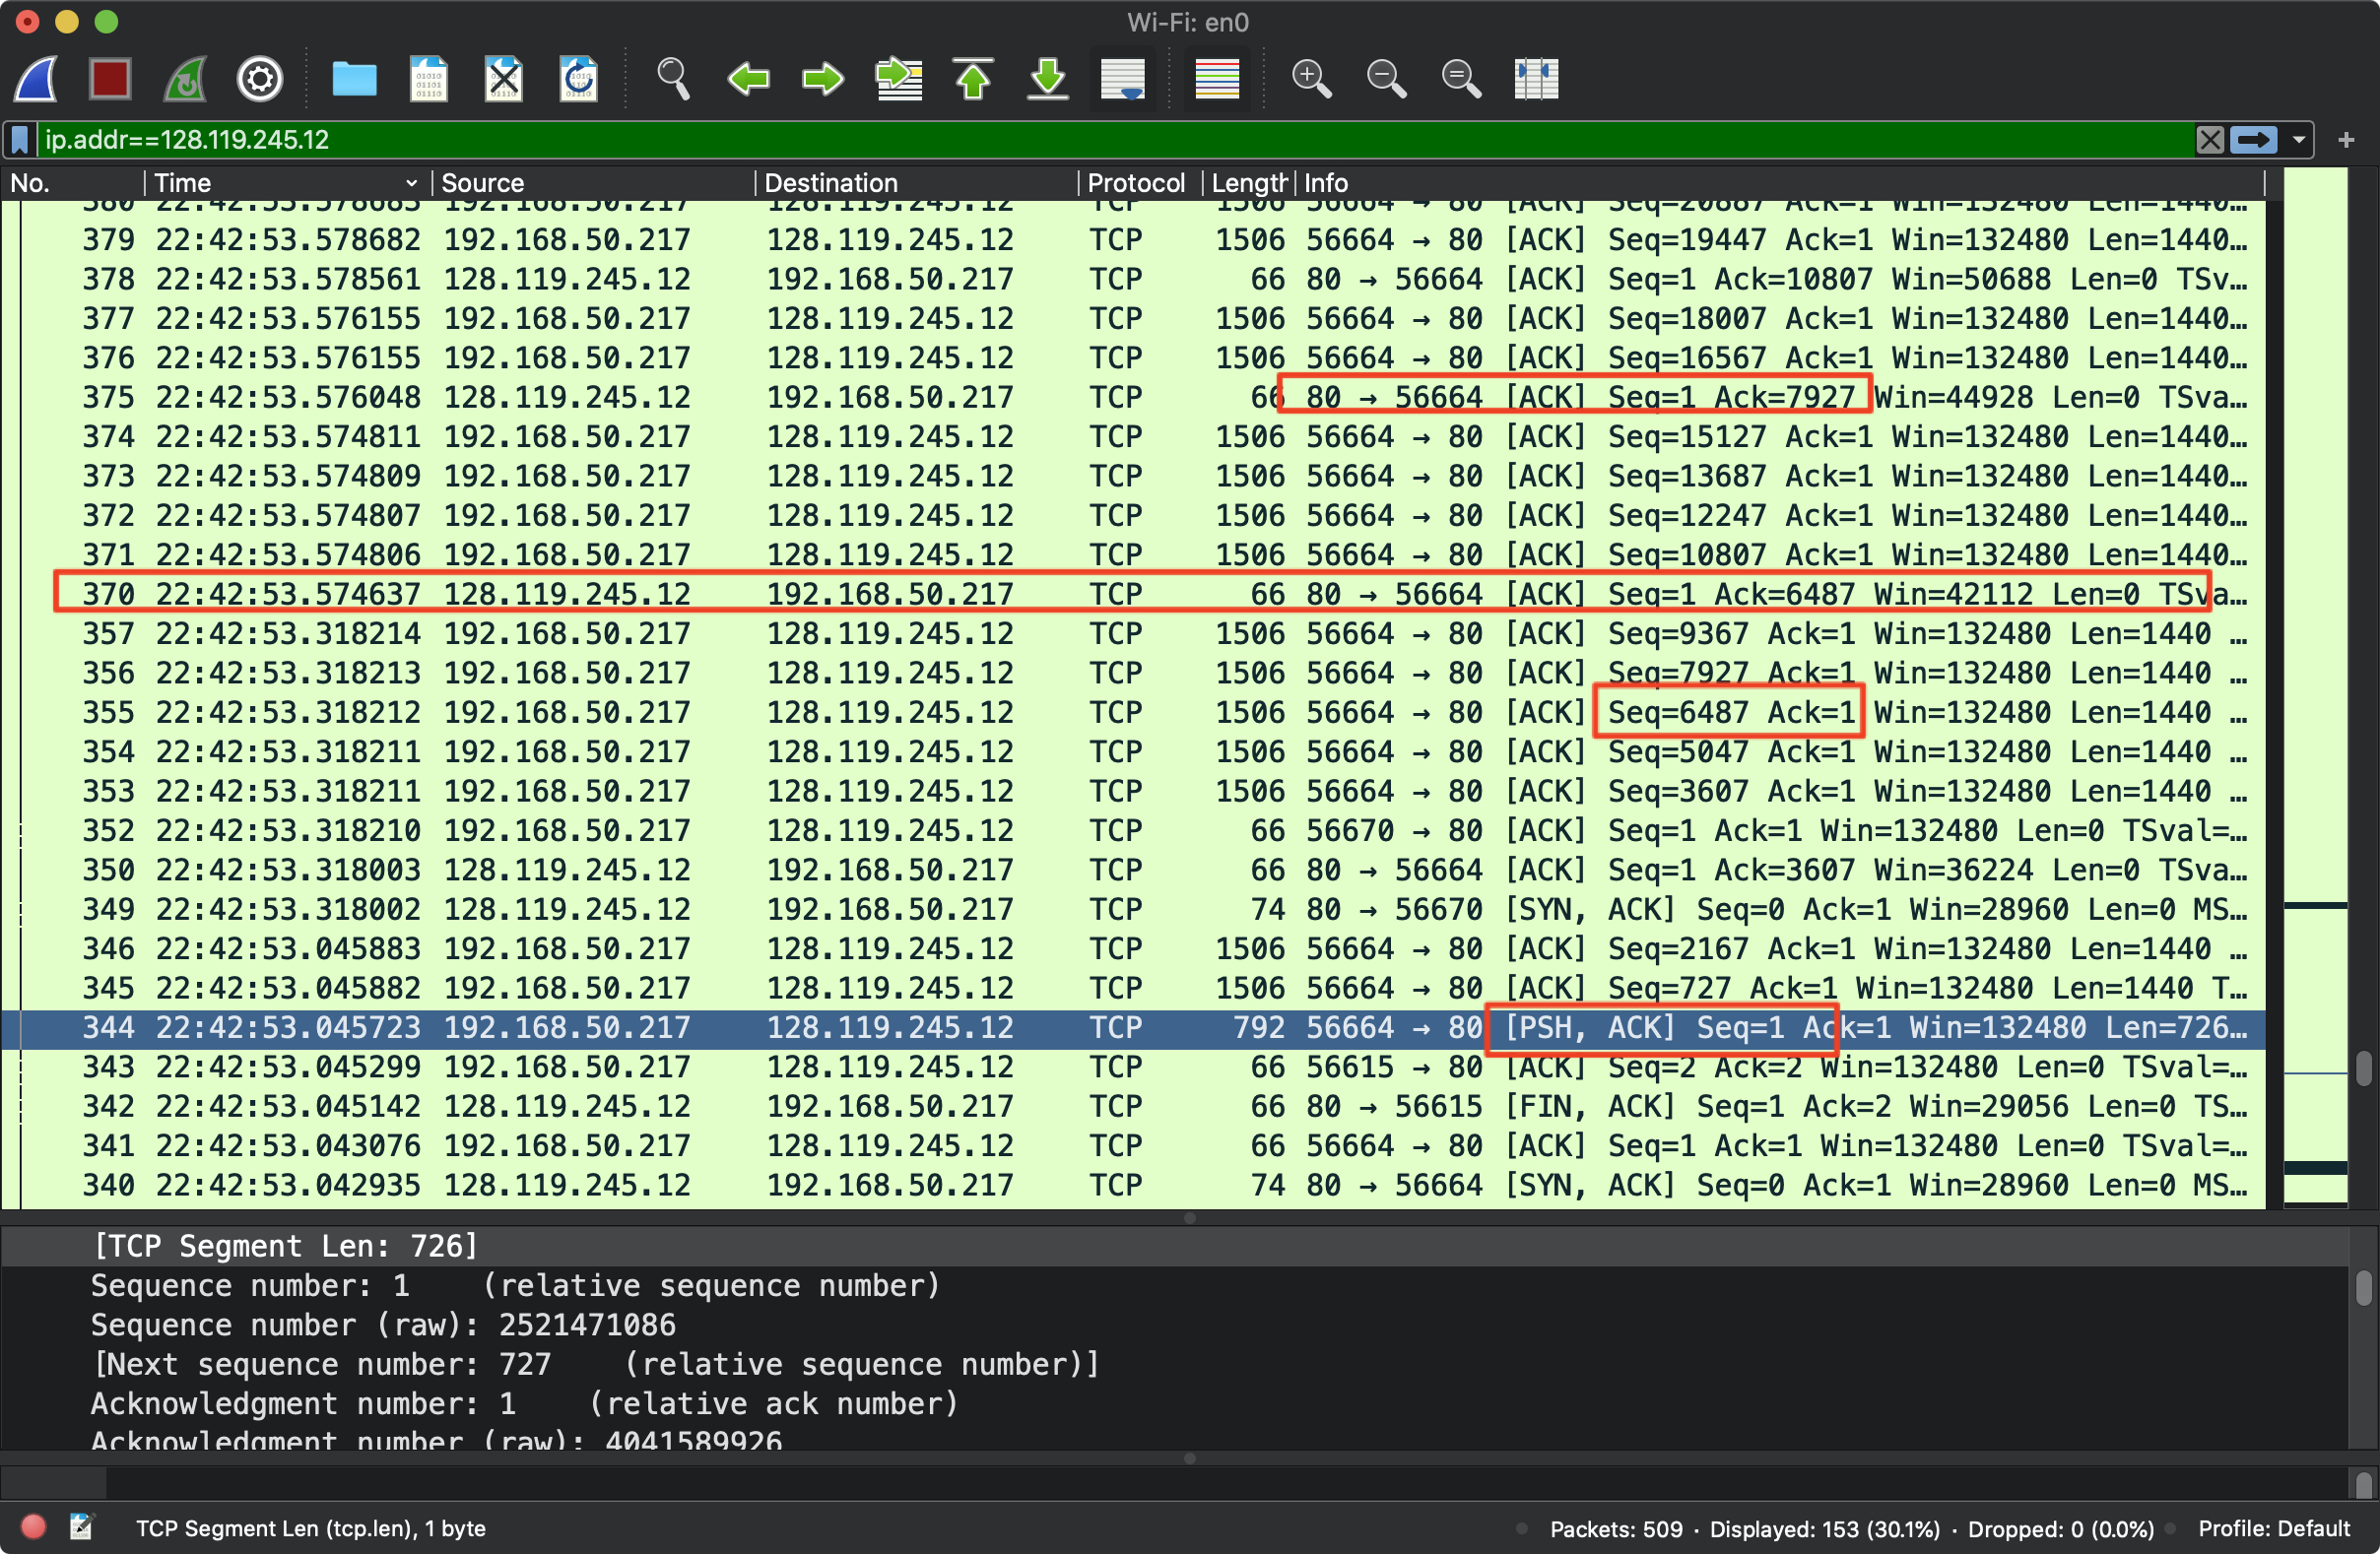 Wi-Fi: en0
ip.addr==128.119.245.12
No. Time Source Destination Protocol Length Info
380 22:42:53.578683 192.168.50.217 128.119.245.12 TCP 1506 56664 → 80 [ACK] Seq=20887 Ack=1 Win=132480 Len=1440…
379 22:42:53.578682 192.168.50.217 128.119.245.12 TCP 1506 56664 → 80 [ACK] Seq=19447 Ack=1 Win=132480 Len=1440…
378 22:42:53.578561 128.119.245.12 192.168.50.217 TCP 66 80 → 56664 [ACK] Seq=1 Ack=10807 Win=50688 Len=0 TSv…
377 22:42:53.576155 192.168.50.217 128.119.245.12 TCP 1506 56664 → 80 [ACK] Seq=18007 Ack=1 Win=132480 Len=1440…
376 22:42:53.576155 192.168.50.217 128.119.245.12 TCP 1506 56664 → 80 [ACK] Seq=16567 Ack=1 Win=132480 Len=1440…
375 22:42:53.576048 128.119.245.12 192.168.50.217 TCP 66 80 → 56664 [ACK] Seq=1 Ack=7927 Win=44928 Len=0 TSva…
374 22:42:53.574811 192.168.50.217 128.119.245.12 TCP 1506 56664 → 80 [ACK] Seq=15127 Ack=1 Win=132480 Len=1440…
373 22:42:53.574809 192.168.50.217 128.119.245.12 TCP 1506 56664 → 80 [ACK] Seq=13687 Ack=1 Win=132480 Len=1440…
372 22:42:53.574807 192.168.50.217 128.119.245.12 TCP 1506 56664 → 80 [ACK] Seq=12247 Ack=1 Win=132480 Len=1440…
371 22:42:53.574806 192.168.50.217 128.119.245.12 TCP 1506 56664 → 80 [ACK] Seq=10807 Ack=1 Win=132480 Len=1440…
370 22:42:53.574637 128.119.245.12 192.168.50.217 TCP 66 80 → 56664 [ACK] Seq=1 Ack=6487 Win=42112 Len=0 TSva…
357 22:42:53.318214 192.168.50.217 128.119.245.12 TCP 1506 56664 → 80 [ACK] Seq=9367 Ack=1 Win=132480 Len=1440 …
356 22:42:53.318213 192.168.50.217 128.119.245.12 TCP 1506 56664 → 80 [ACK] Seq=7927 Ack=1 Win=132480 Len=1440 …
355 22:42:53.318212 192.168.50.217 128.119.245.12 TCP 1506 56664 → 80 [ACK] Seq=6487 Ack=1 Win=132480 Len=1440 …
354 22:42:53.318211 192.168.50.217 128.119.245.12 TCP 1506 56664 → 80 [ACK] Seq=5047 Ack=1 Win=132480 Len=1440 …
353 22:42:53.318211 192.168.50.217 128.119.245.12 TCP 1506 56664 → 80 [ACK] Seq=3607 Ack=1 Win=132480 Len=1440 …
352 22:42:53.318210 192.168.50.217 128.119.245.12 TCP 66 56670 → 80 [ACK] Seq=1 Ack=1 Win=132480 Len=0 TSval=…
350 22:42:53.318003 128.119.245.12 192.168.50.217 TCP 66 80 → 56664 [ACK] Seq=1 Ack=3607 Win=36224 Len=0 TSva…
349 22:42:53.318002 128.119.245.12 192.168.50.217 TCP 74 80 → 56670 [SYN, ACK] Seq=0 Ack=1 Win=28960 Len=0 MS…
346 22:42:53.045883 192.168.50.217 128.119.245.12 TCP 1506 56664 → 80 [ACK] Seq=2167 Ack=1 Win=132480 Len=1440 …
345 22:42:53.045882 192.168.50.217 128.119.245.12 TCP 1506 56664 → 80 [ACK] Seq=727 Ack=1 Win=132480 Len=1440 T…
344 22:42:53.045723 192.168.50.217 128.119.245.12 TCP 792 56664 → 80 [PSH, ACK] Seq=1 Ack=1 Win=132480 Len=726…
343 22:42:53.045299 192.168.50.217 128.119.245.12 TCP 66 56615 → 80 [ACK] Seq=2 Ack=2 Win=132480 Len=0 TSval=…
342 22:42:53.045142 128.119.245.12 192.168.50.217 TCP 66 80 → 56615 [FIN, ACK] Seq=1 Ack=2 Win=29056 Len=0 TS…
341 22:42:53.043076 192.168.50.217 128.119.245.12 TCP 66 56664 → 80 [ACK] Seq=1 Ack=1 Win=132480 Len=0 TSval=…
340 22:42:53.042935 128.119.245.12 192.168.50.217 TCP 74 80 → 56664 [SYN, ACK] Seq=0 Ack=1 Win=28960 Len=0 MS…
[TCP Segment Len: 726]
Sequence number: 1 (relative sequence number)
Sequence number (raw): 2521471086
[Next sequence number: 727 (relative sequence number)]
Acknowledgment number: 1 (relative ack number)
Acknowledgment number (raw): 4041589926
TCP Segment Len (tcp.len), 1 byte
Packets: 509 · Displayed: 153 (30.1%) · Dropped: 0 (0.0%)
Profile: Default